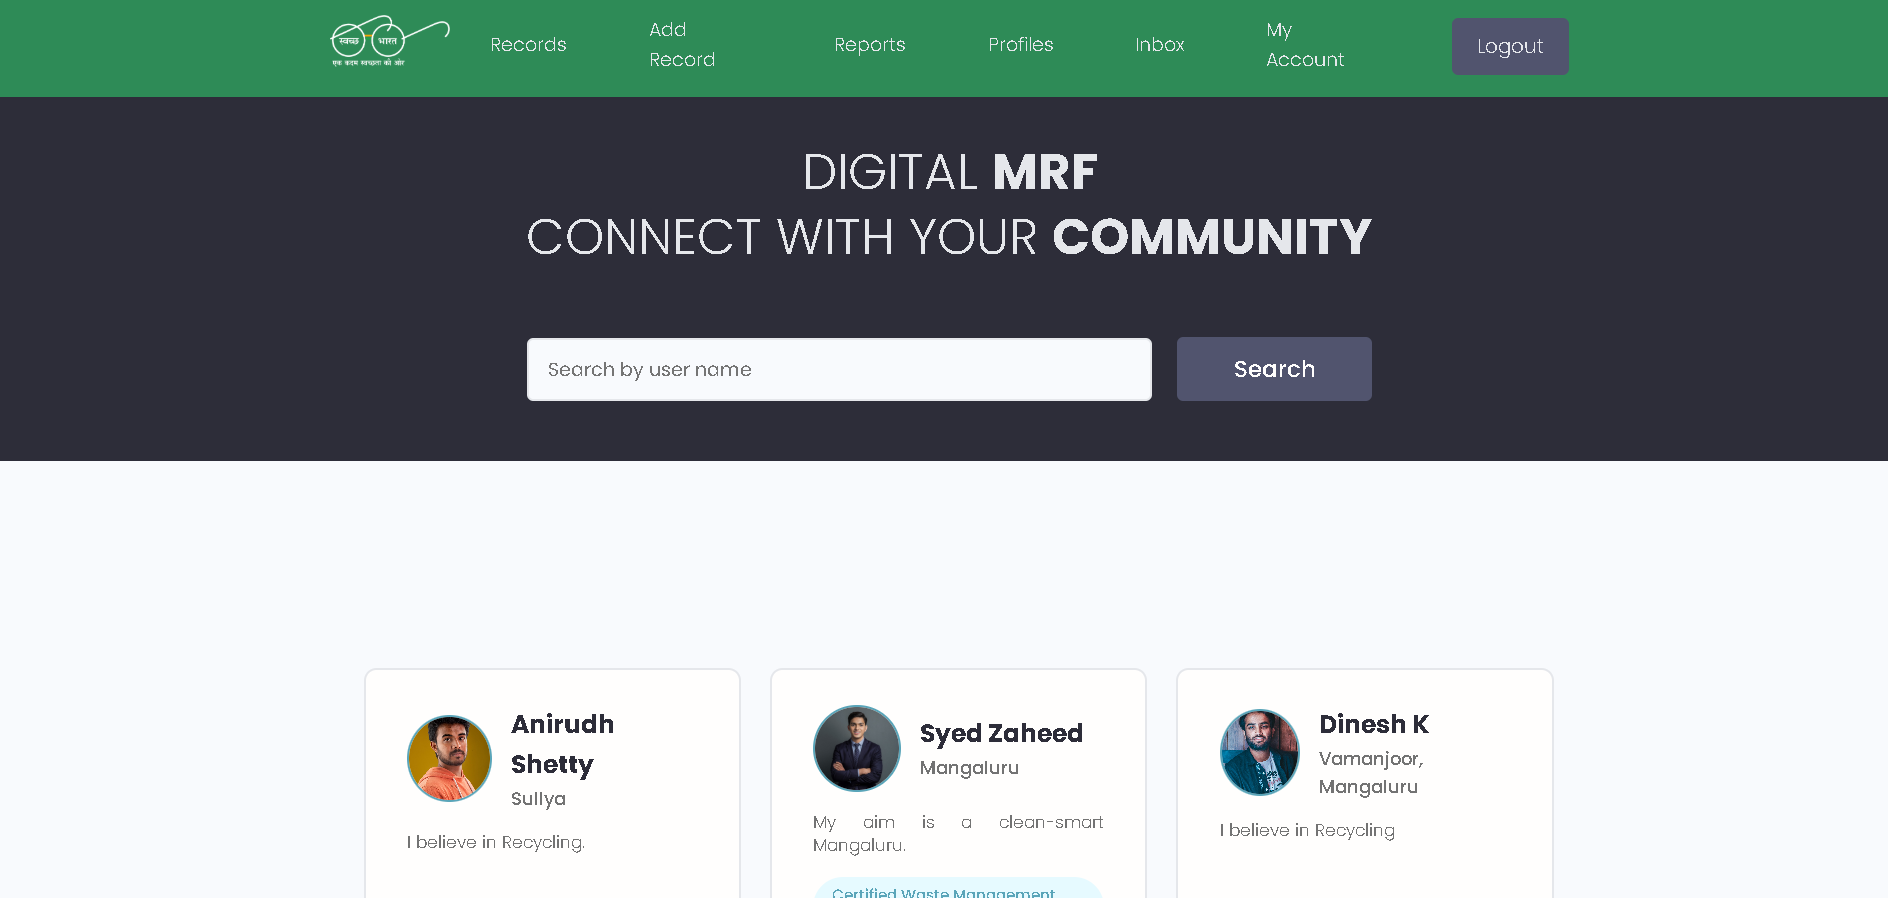 स्वच्छ भारत
एक कदम स्वच्छता की ओर
Records
Add
Record
Reports
Profiles
Inbox
My
Account
Logout
DIGITAL MRF
CONNECT WITH YOUR COMMUNITY
Search by user name
Search
Anirudh
Shetty
Sullya
I believe in Recycling.
Syed Zaheed
Mangaluru
My aim is a clean-smart
Mangaluru.
Certified Waste Management
Dinesh K
Vamanjoor,
Mangaluru
I believe in Recycling